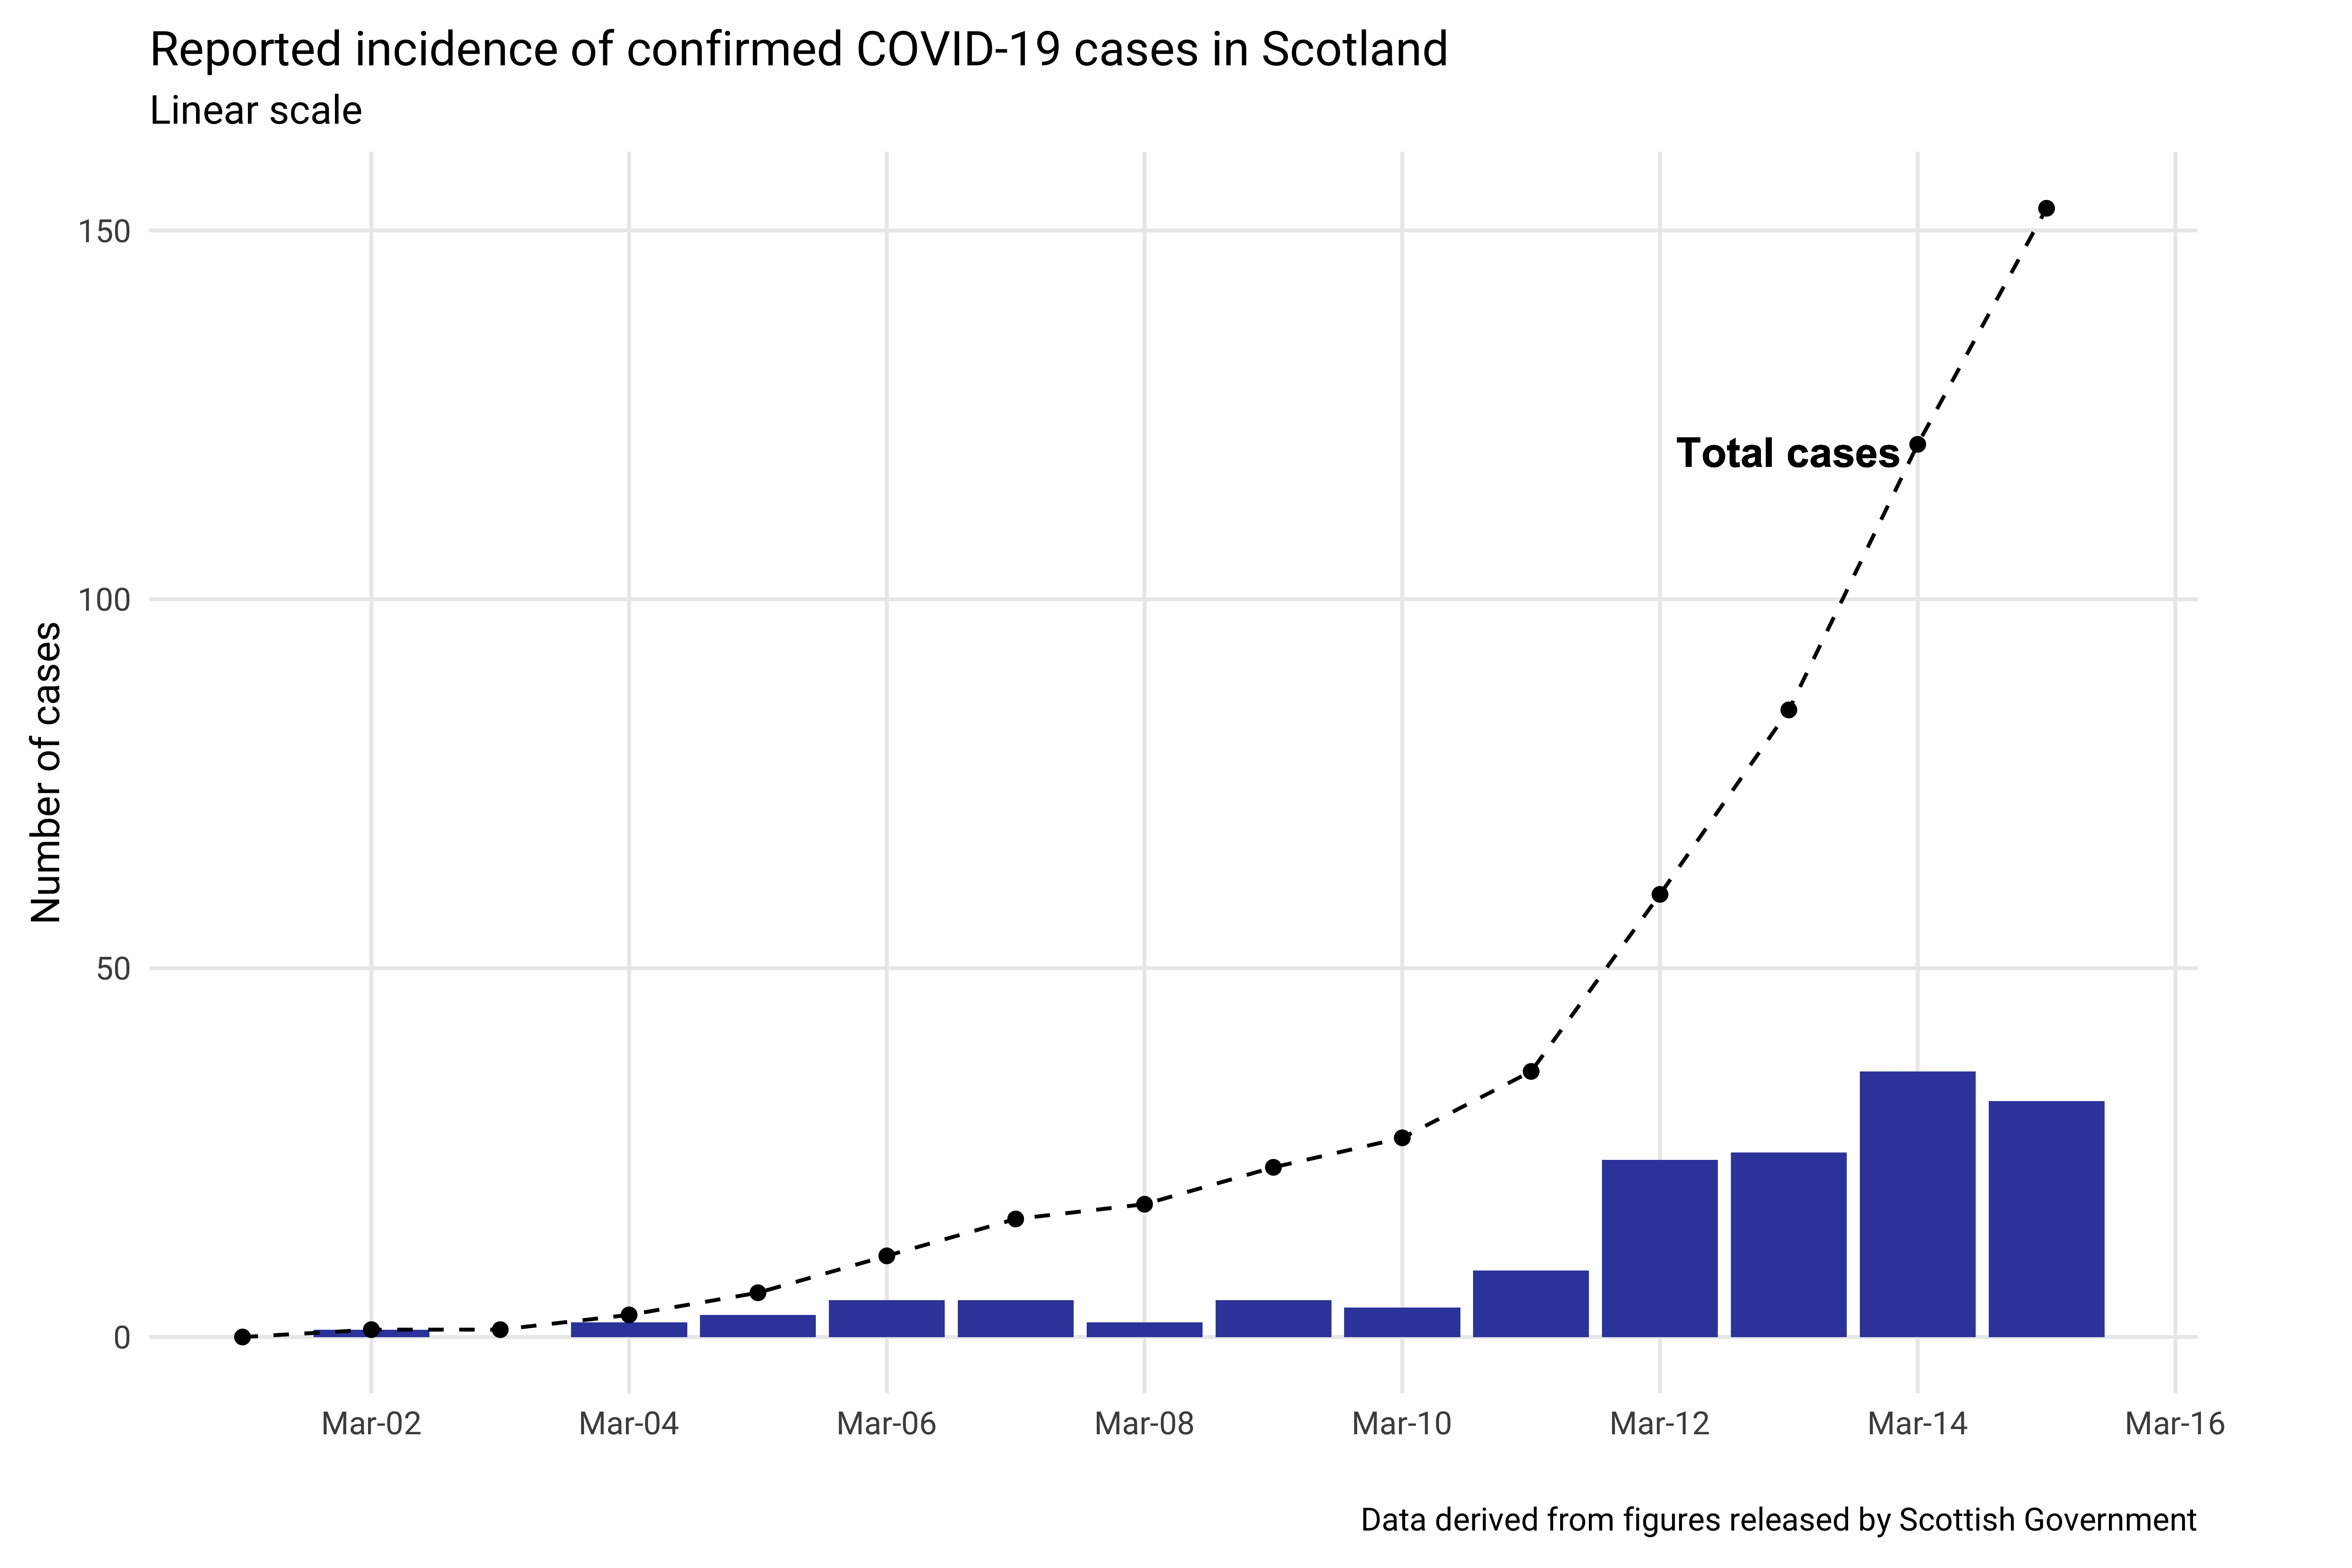 Reported incidence of confirmed COVID-19 cases in Scotland
Linear scale
150
100
50
0
Number of cases
Total cases
Mar-02 Mar-04 Mar-06 Mar-08 Mar-10 Mar-12 Mar-14 Mar-16
Data derived from figures released by Scottish Government